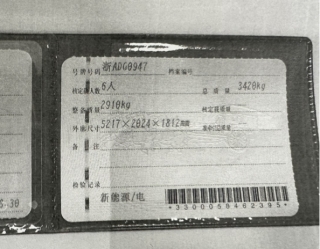 号牌号码 浙ADG0947 档案编号
核定载人数 6人 总质量 3420kg
整备质量 2910kg 核定载质量
外廓尺寸 5217×2024×1812mm 准牵引总质量
备注
检验记录
新能源/电
*3300058462395*
-30